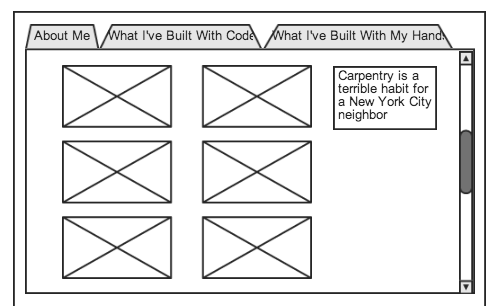 About Me
What I've Built With Code
What I've Built With My Hands
Carpentry is a
terrible habit for
a New York City
neighbor